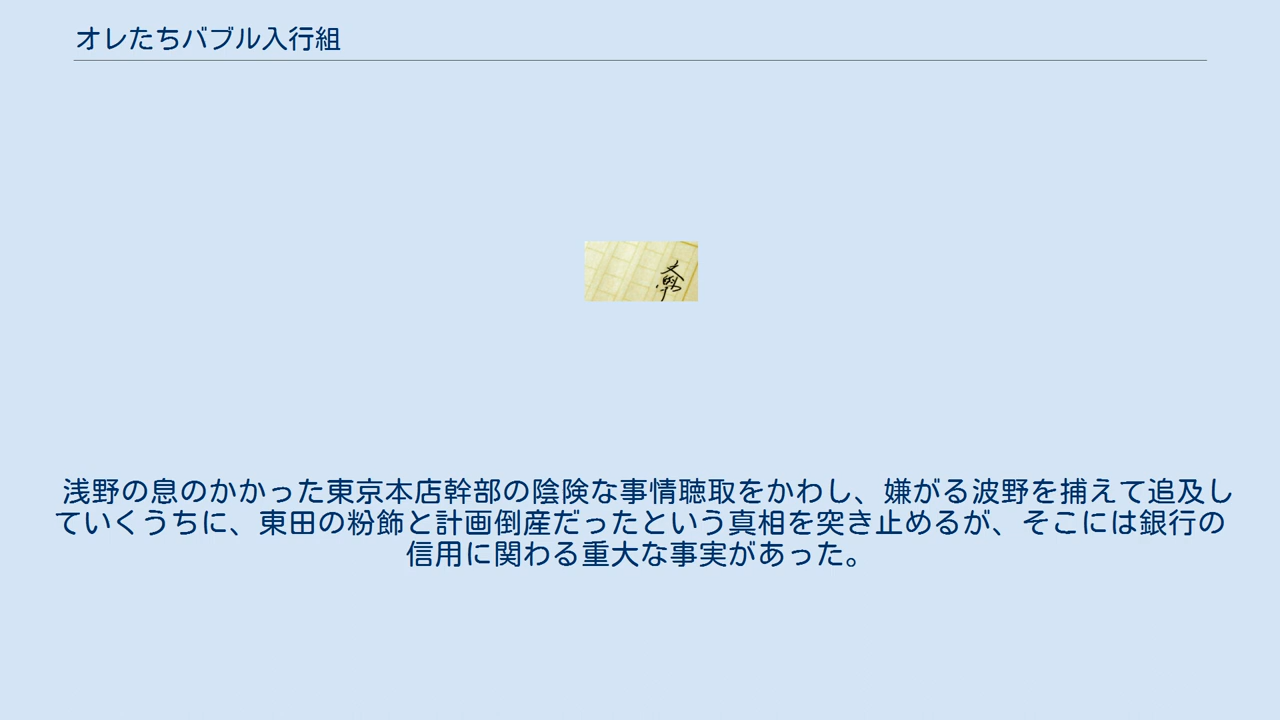 オレたちバブル入行組
浅野の息のかかった東京本店幹部の陰険な事情聴取をかわし、嫌がる波野を捕えて追及し
ていくうちに、東田の粉飾と計画倒産だったという真相を突き止めるが、そこには銀行の
信用に関わる重大な事実があった。